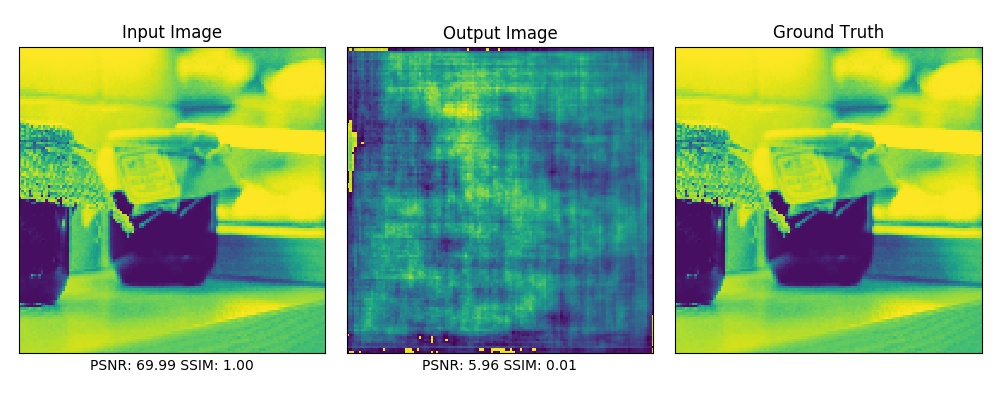 Input Image
Output Image
Ground Truth
PSNR: 69.99 SSIM: 1.00
PSNR: 5.96 SSIM: 0.01